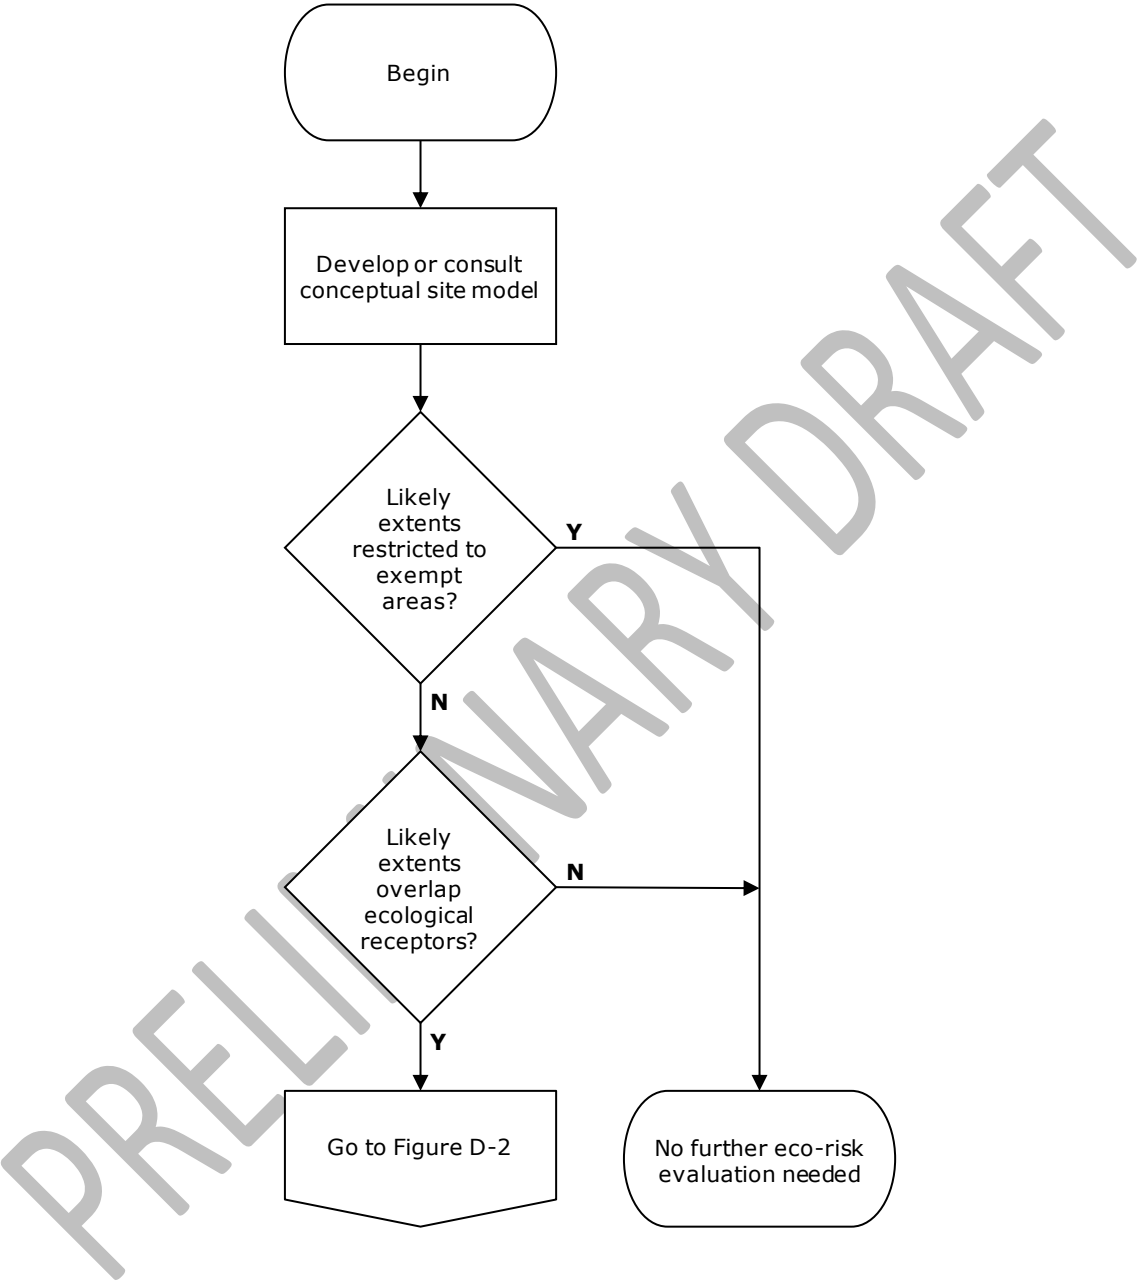 Begin
Develop or consult
conceptual site model
Likely
extents
restricted to
exempt
areas?
Y
N
Likely
extents
overlap
ecological
receptors?
N
Y
Go to Figure D-2
No further eco-risk
evaluation needed
PRELIMINARY DRAFT